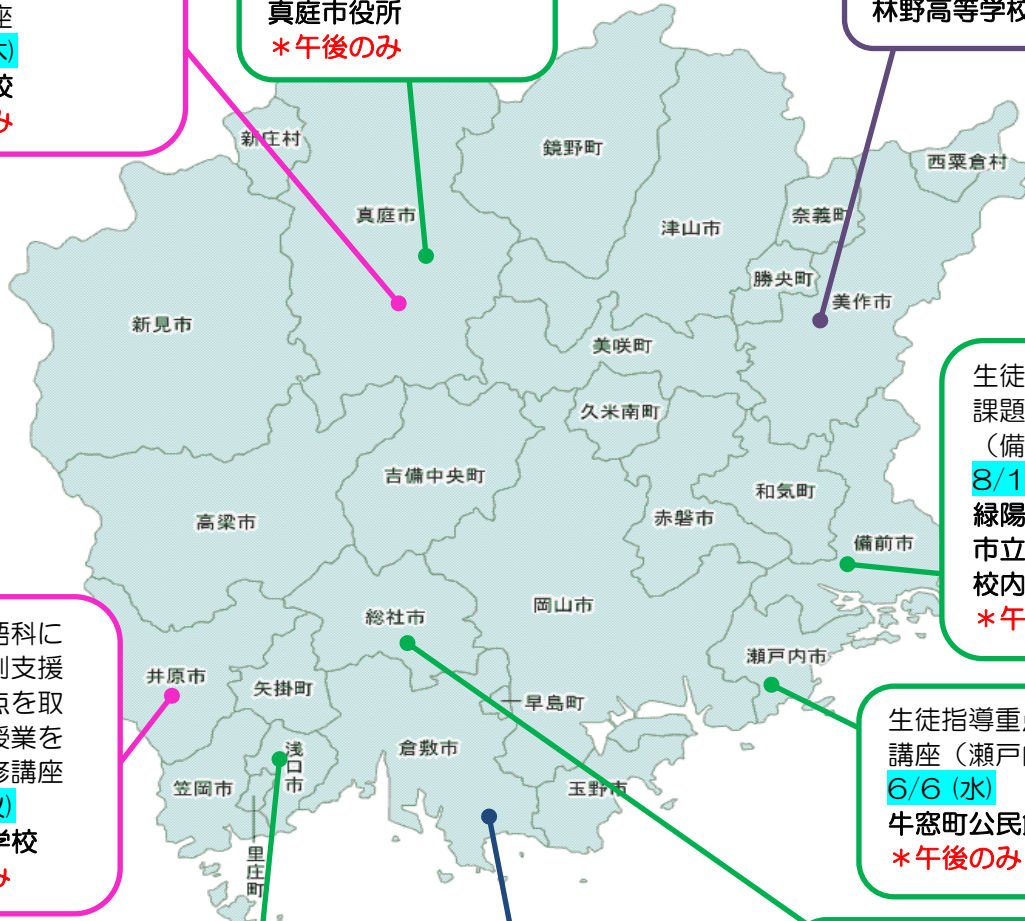 座
木)
校
み
真庭市役所
＊午後のみ
林野高等学校
新庄村
鏡野町
西粟倉村
真庭市
津山市
奈義町
勝央町
美作市
新見市
美咲町
久米南町
吉備中央町
和気町
高梁市
赤磐市
備前市
生徒
課題
（備
8/1
緑陽
市立
校内
＊午
総社市
岡山市
瀬戸内市
井原市
矢掛町
早島町
倉敷市
浅口市
笠岡市
玉野市
里庄町
語科に
別支援
点を取
授業を
修講座
火)
学校
み
生徒指導重点
講座（瀬戸内
6/6 (水)
牛窓町公民館
＊午後のみ